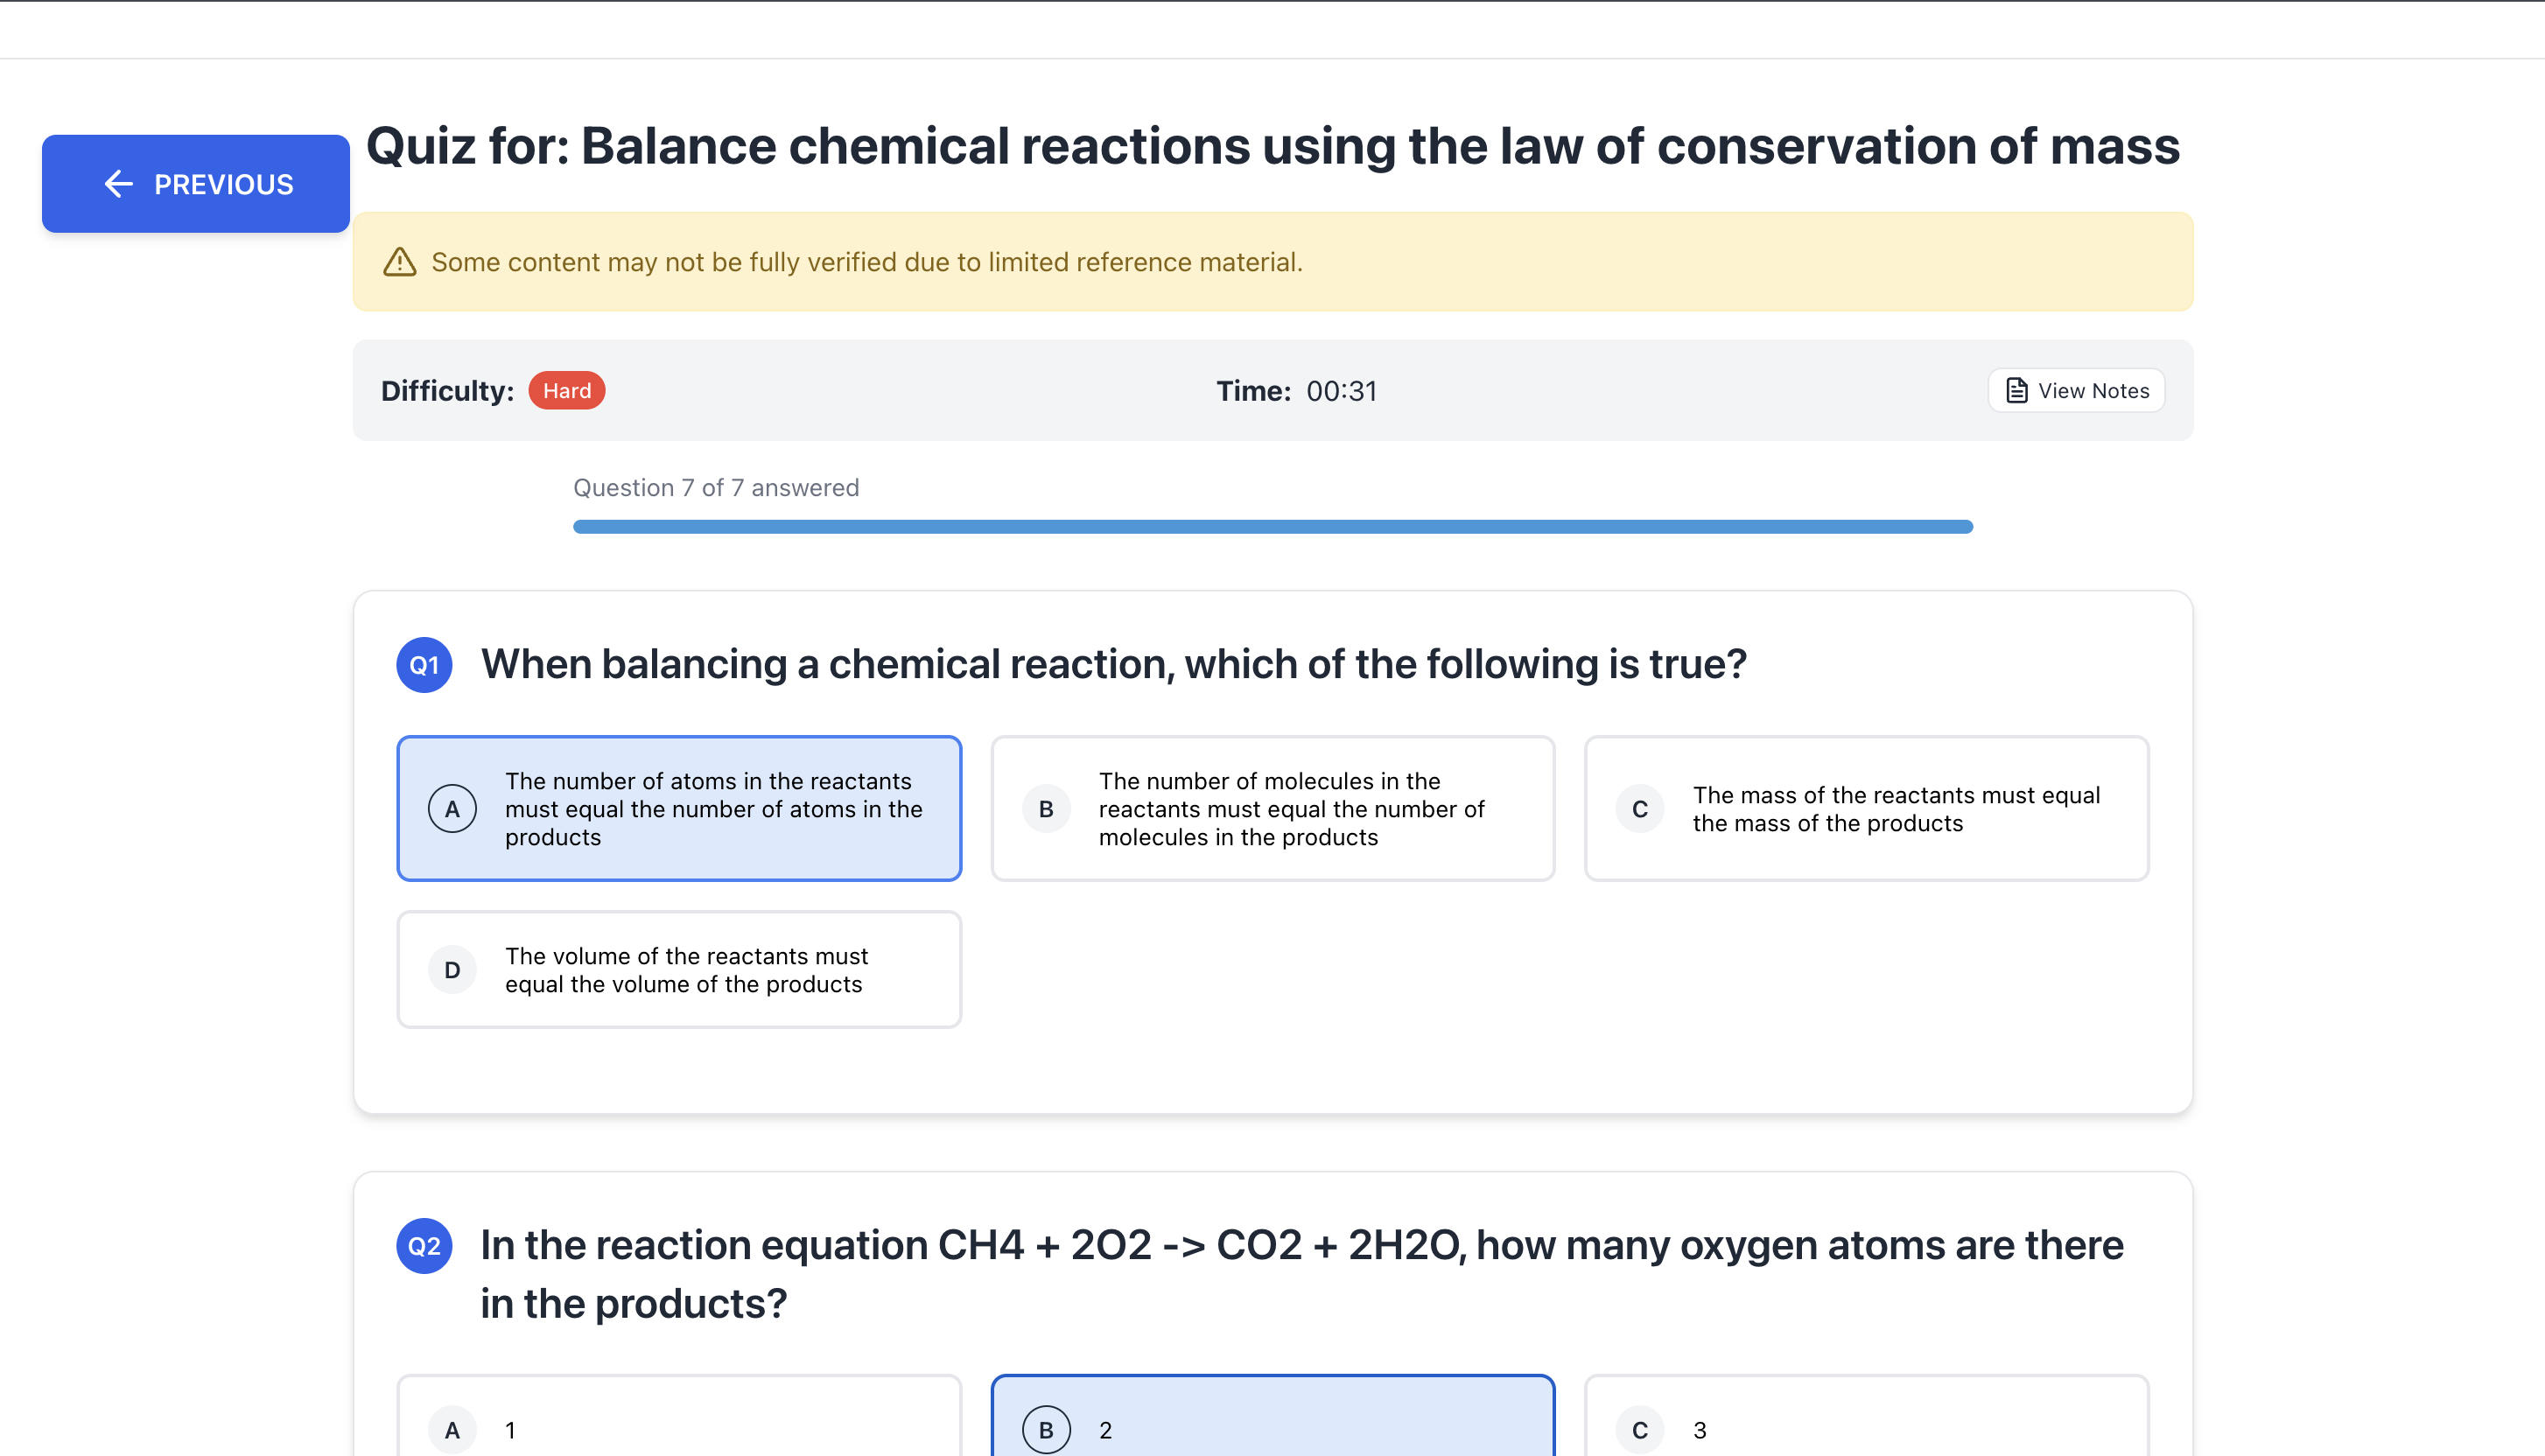 PREVIOUS
Quiz for: Balance chemical reactions using the law of conservation of mass
Some content may not be fully verified due to limited reference material.
Difficulty: Hard
Time: 00:31
View Notes
Question 7 of 7 answered
Q1 When balancing a chemical reaction, which of the following is true?
A
The number of atoms in the reactants
must equal the number of atoms in the
products
B
The number of molecules in the
reactants must equal the number of
molecules in the products
C
The mass of the reactants must equal
the mass of the products
D
The volume of the reactants must
equal the volume of the products
Q2 In the reaction equation CH4 + 2O2 -> CO2 + 2H2O, how many oxygen atoms are there
in the products?
A 1
B 2
C 3